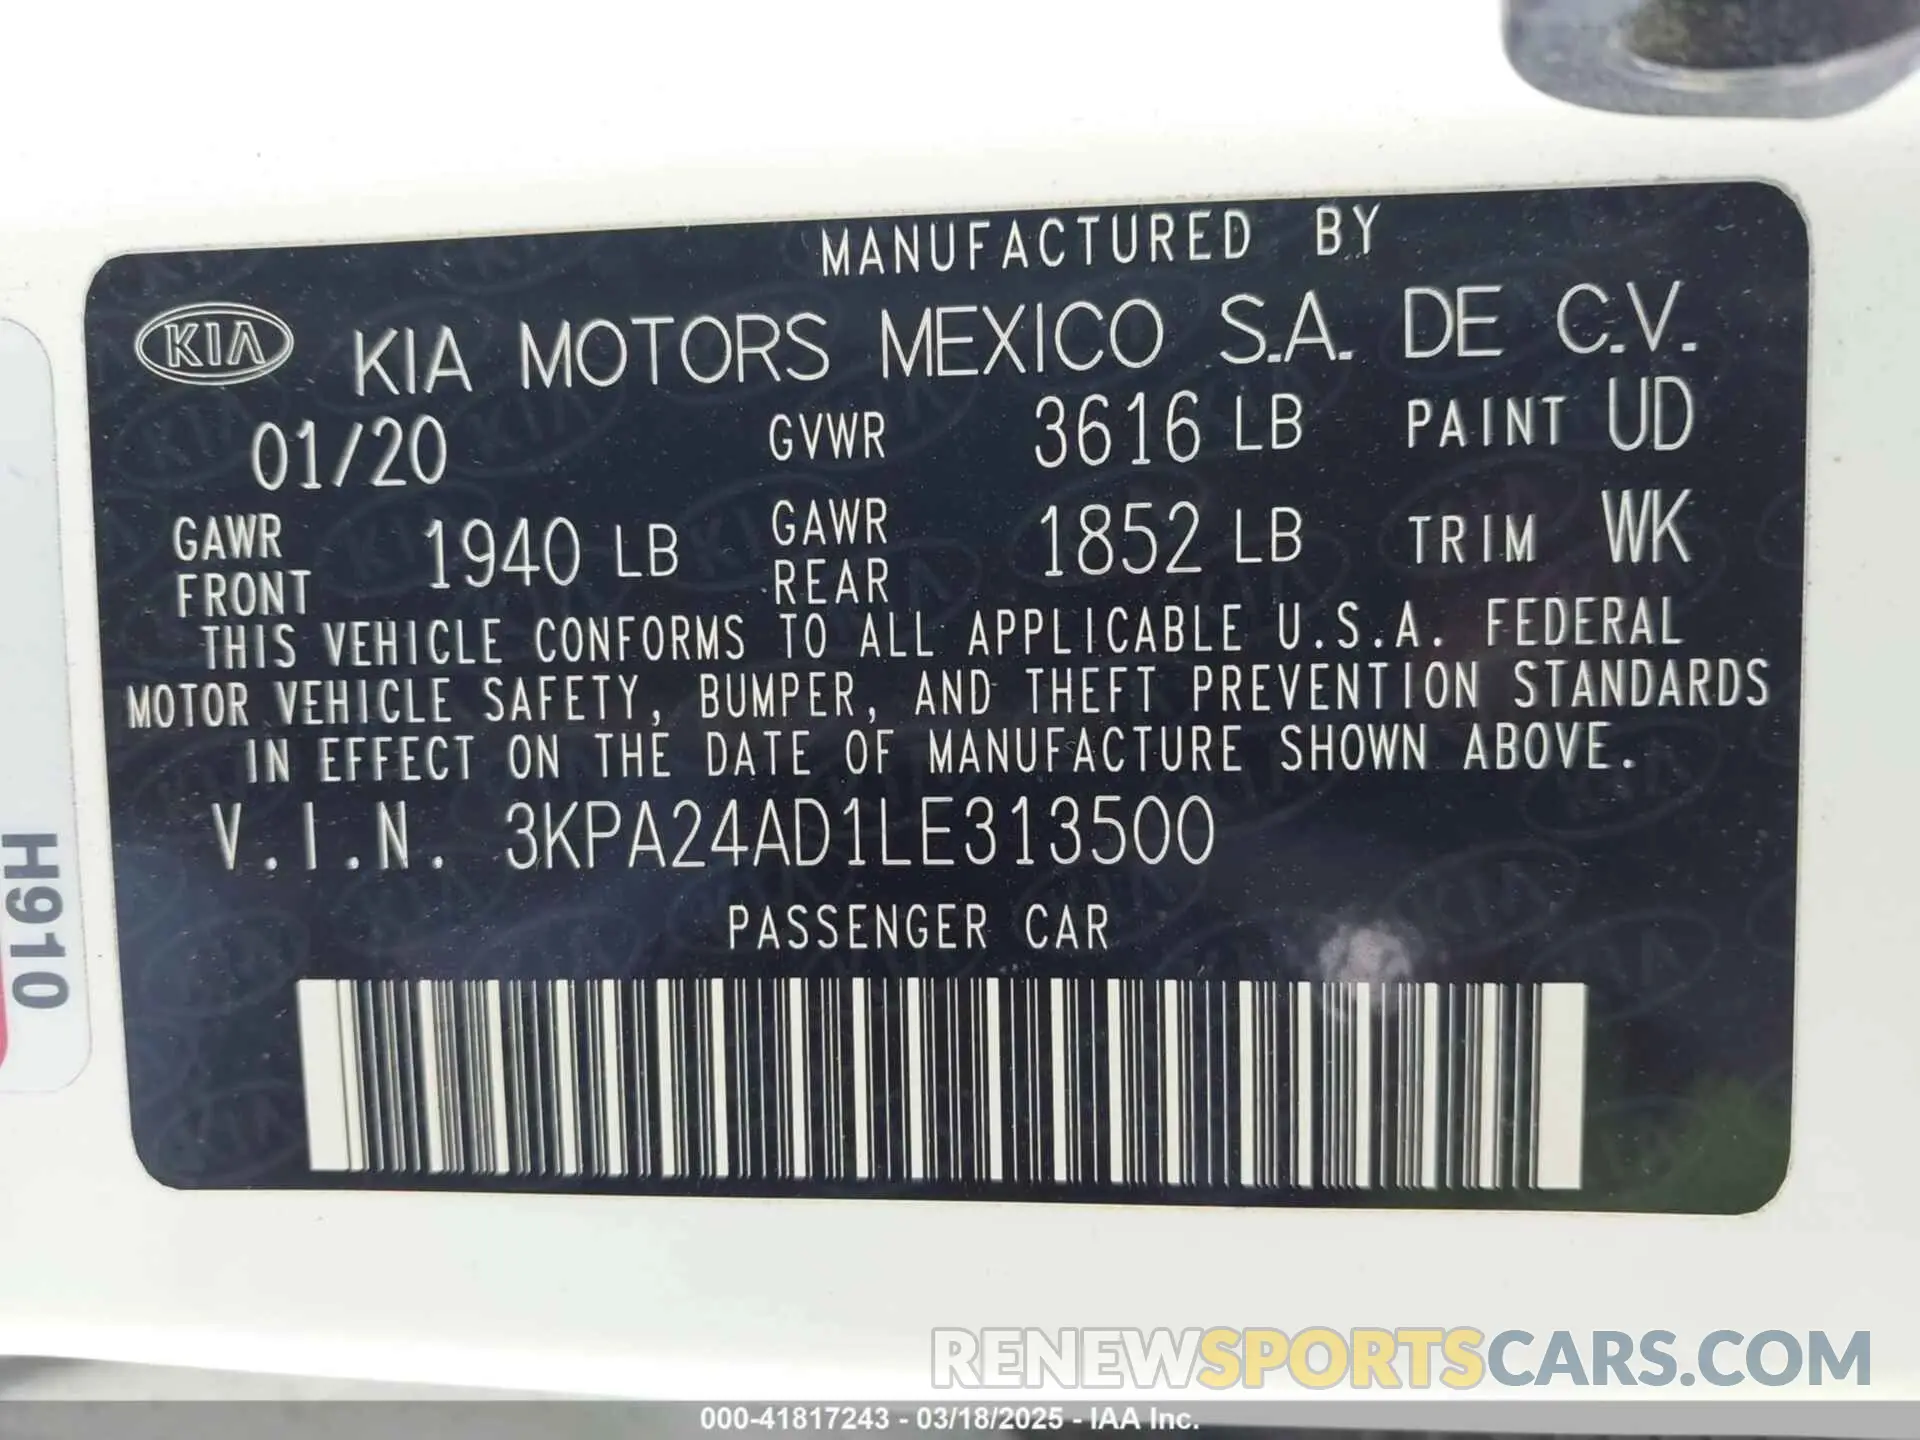 MANUFACTURED BY
KIA KIA MOTORS MEXICO S.A. DE C.V.
01/20 GVWR 3616 LB PAINT UD
GAWR FRONT 1940 LB GAWR REAR 1852 LB TRIM WK
THIS VEHICLE CONFORMS TO ALL APPLICABLE U.S.A. FEDERAL
MOTOR VEHICLE SAFETY, BUMPER, AND THEFT PREVENTION STANDARDS
IN EFFECT ON THE DATE OF MANUFACTURE SHOWN ABOVE.
V.I.N. 3KPA24AD1LE313500
PASSENGER CAR
H910
RENEWSPORTSCARS.COM
000-41817243 - 03/18/2025 - IAA Inc.